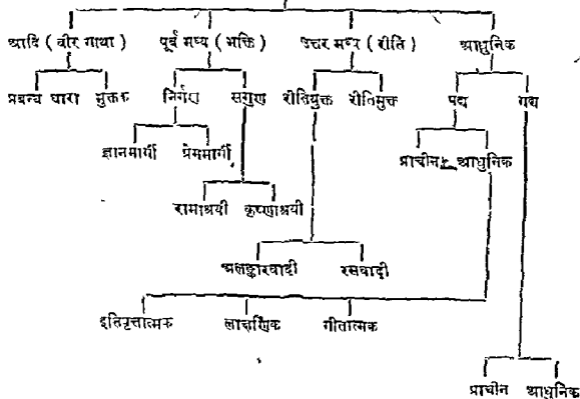 आदि ( वीर गाथा ) पूर्व मध्य ( भक्ति ) उत्तर मध्य ( रीति ) आधुनिक
प्रबन्ध धारा मुक्तक निर्गुण सगुण रीतियुक्त रीतिमुक्त पद्य गद्य
ज्ञानमार्गी प्रेममार्गी प्राचीन आधुनिक
रामाश्रयी कृष्णाश्रयी
अलङ्कारवादी रसवादी
इतिवृत्तात्मक लाक्षणिक गीतात्मक
प्राचीन आधुनिक